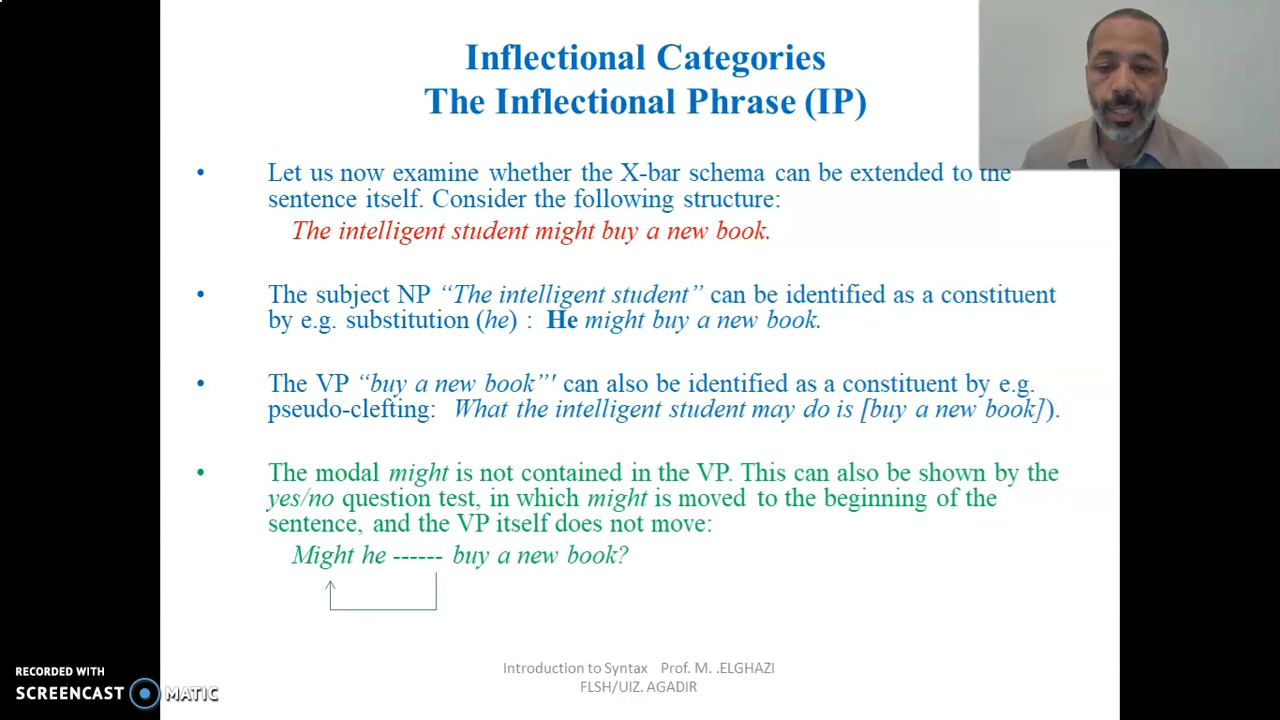 Inflectional Categories
The Inflectional Phrase (IP)
• Let us now examine whether the X-bar schema can be extended to the
sentence itself. Consider the following structure:
The intelligent student might buy a new book.
• The subject NP “The intelligent student” can be identified as a constituent
by e.g. substitution (he) : He might buy a new book.
• The VP “buy a new book”' can also be identified as a constituent by e.g.
pseudo-clefting: What the intelligent student may do is [buy a new book]).
• The modal might is not contained in the VP. This can also be shown by the
yes/no question test, in which might is moved to the beginning of the
sentence, and the VP itself does not move:
Might he ------ buy a new book?
Introduction to Syntax Prof. M. .ELGHAZI
FLSH/UIZ. AGADIR
RECORDED WITH
SCREENCAST MATIC